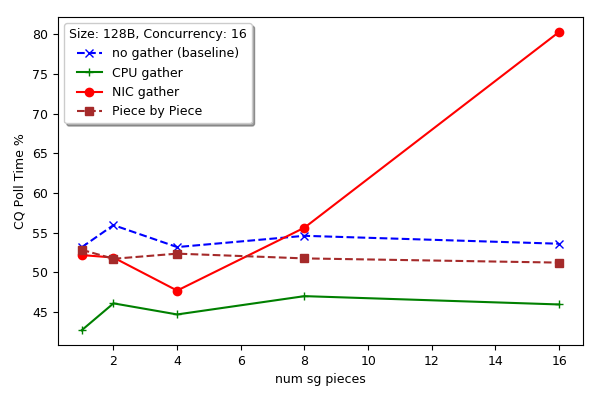 Size: 128B, Concurrency: 16
no gather (baseline)
CPU gather
NIC gather
Piece by Piece
CQ Poll Time %
80
75
70
65
60
55
50
45
2 4 6 8 10 12 14 16
num sg pieces